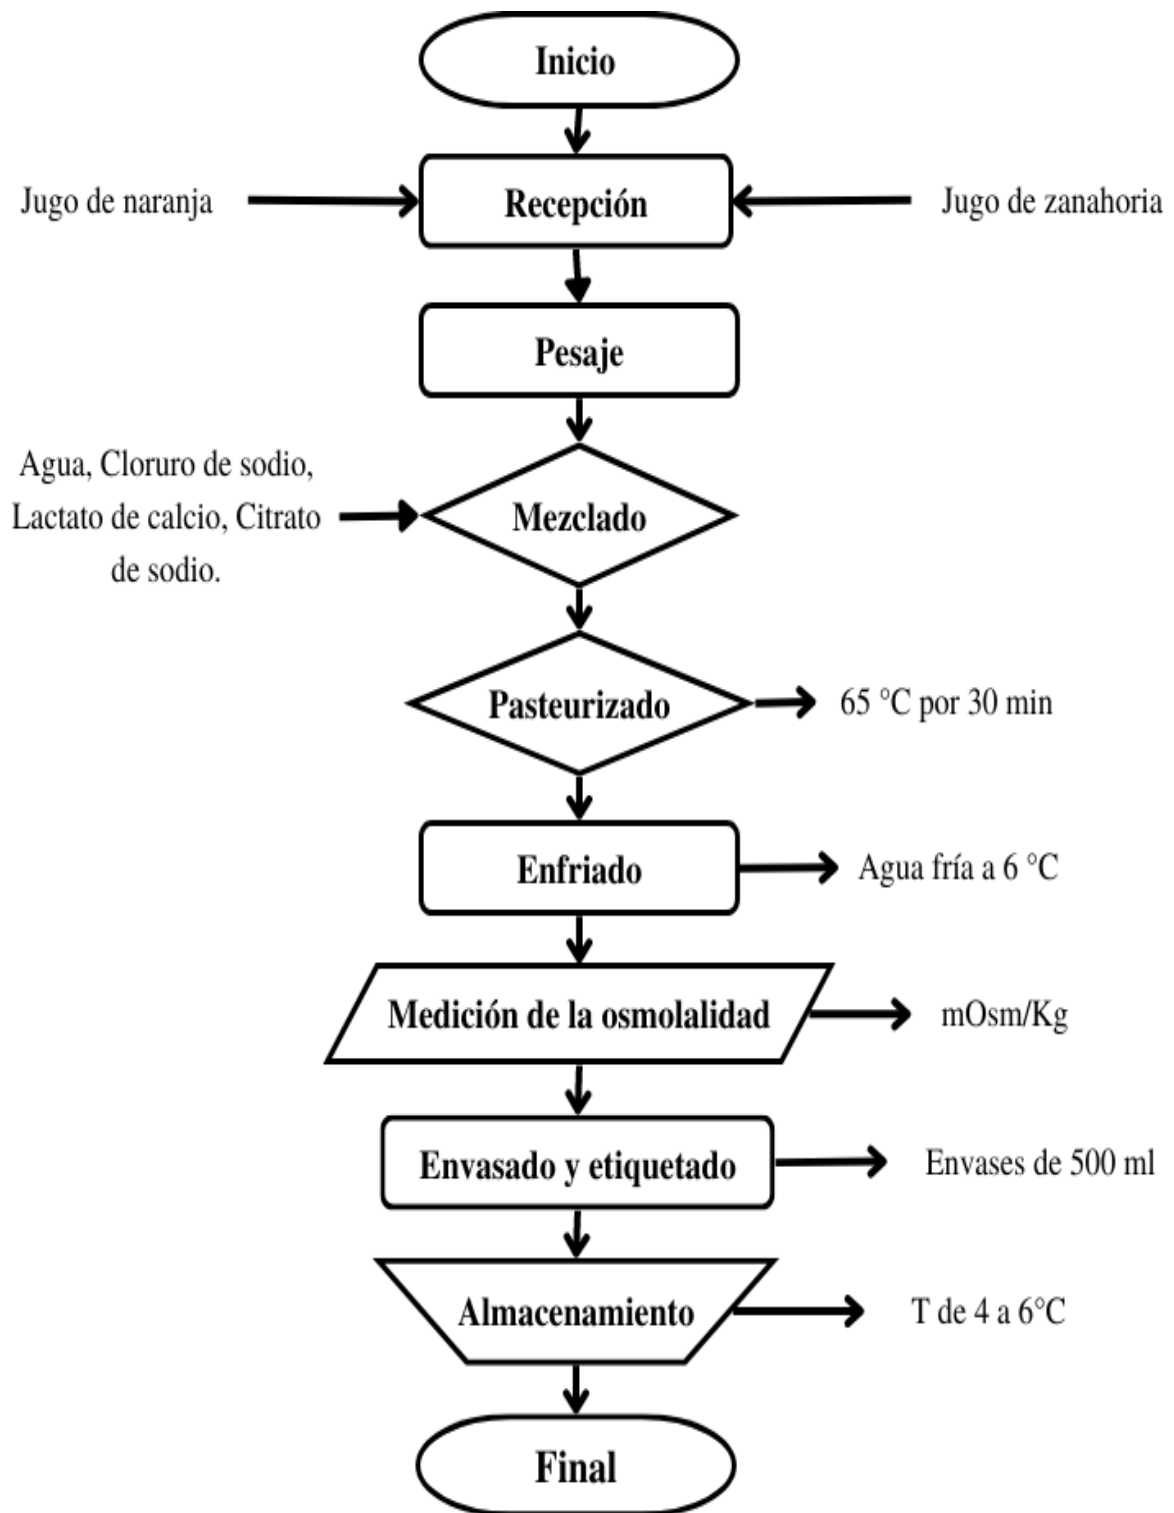 Inicio
Jugo de naranja
Recepción
Jugo de zanahoria
Pesaje
Agua, Cloruro de sodio,
Lactato de calcio, Citrato
de sodio.
Mezclado
Pasteurizado
65 °C por 30 min
Enfriado
Agua fría a 6 °C
Medición de la osmolalidad
mOsm/Kg
Envasado y etiquetado
Envases de 500 ml
Almacenamiento
T de 4 a 6°C
Final